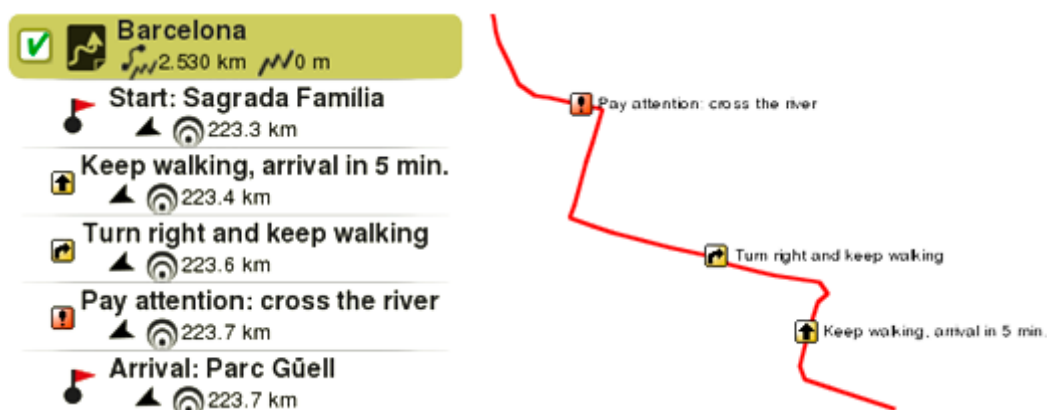 Barcelona
2.530 km 0 m
Start: Sagrada Família
223.3 km
Keep walking, arrival in 5 min.
223.4 km
Turn right and keep walking
223.6 km
Pay attention: cross the river
223.7 km
Arrival: Parc Gūell
223.7 km
Pay attention: cross the river
Turn right and keep walking
Keep walking, arrival in 5 min.